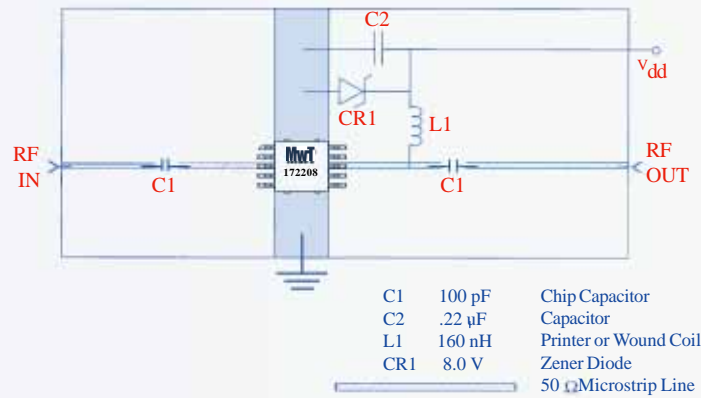 C2
Vdd
CR1
L1
RF
IN
C1
MwT
172208
C1
RF
OUT
C1 100 pF Chip Capacitor
C2 .22 µF Capacitor
L1 160 nH Printer or Wound Coil
CR1 8.0 V Zener Diode
50 Ω Microstrip Line